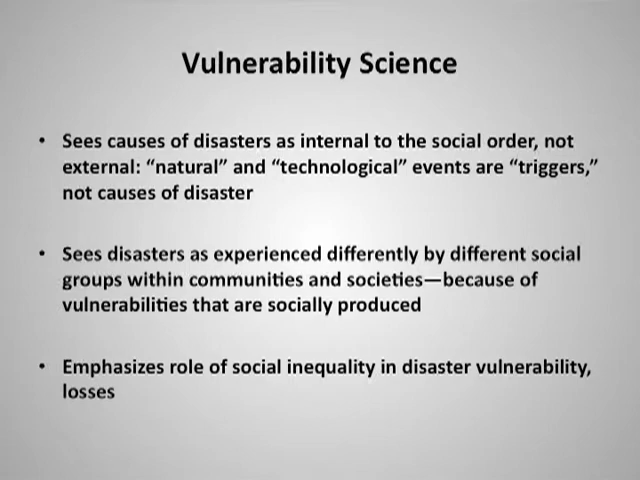 Vulnerability Science
• Sees causes of disasters as internal to the social order, not
external: “natural” and “technological” events are “triggers,”
not causes of disaster
• Sees disasters as experienced differently by different social
groups within communities and societies—because of
vulnerabilities that are socially produced
• Emphasizes role of social inequality in disaster vulnerability,
losses